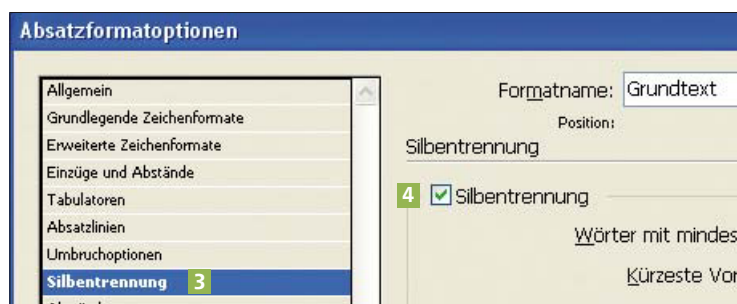 Absatzformatoptionen
Allgemein
Grundlegende Zeichenformate
Erweiterte Zeichenformate
Einzüge und Abstände
Tabulatoren
Absatzlinien
Umbruchoptionen
Silbentrennung 3
Formatname: Grundtext
Position:
Silbentrennung
4 Silbentrennung
Wörter mit mindes
Kürzeste Vor